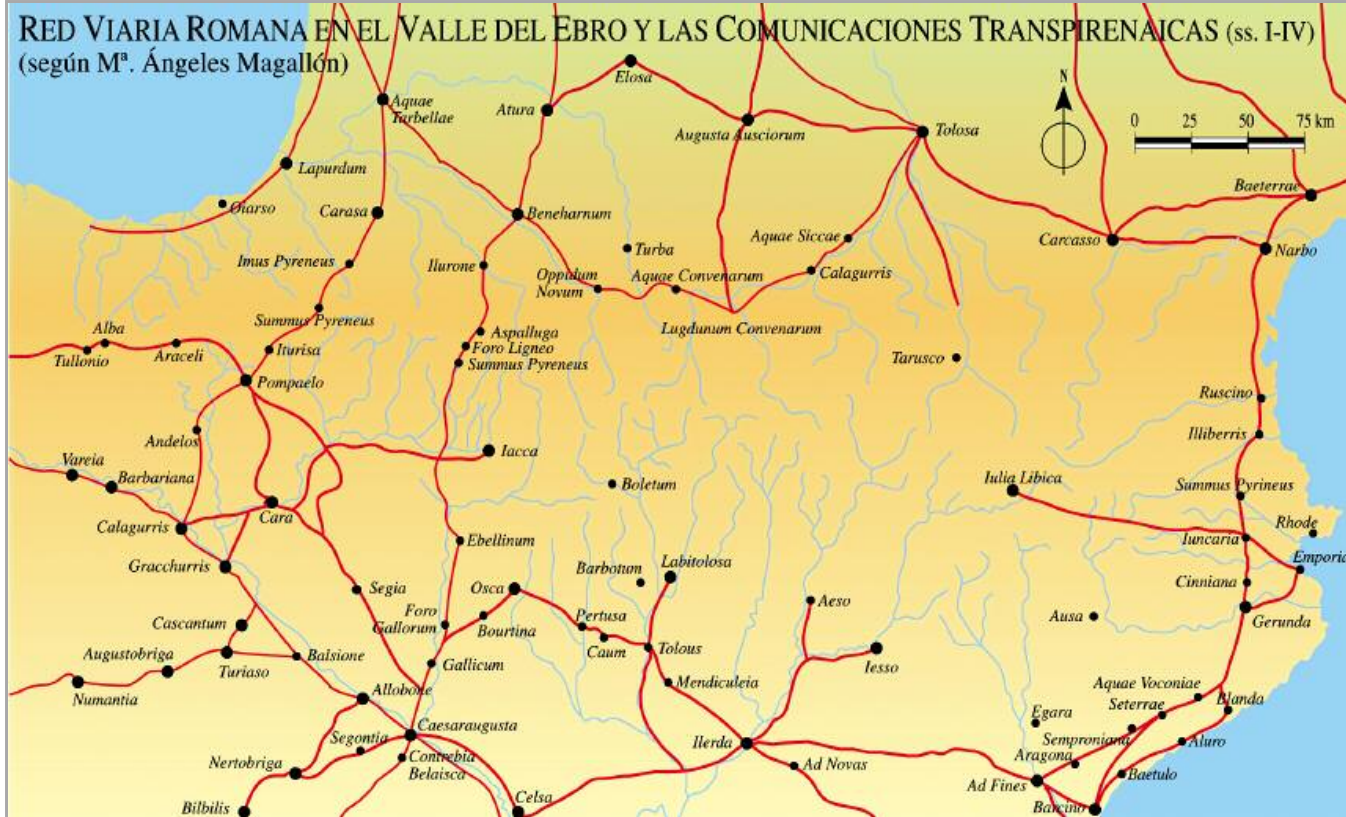 RED VIARIA ROMANA EN EL VALLE DEL EBRO Y LAS COMUNICACIONES TRANSPIRENAICAS (ss. I-IV)
(según Mª. Ángeles Magallón)
N
0 25 50 75 km
Elosa
Aquae
Tarbellae
Atura
Augusta Ausciorum
Tolosa
Lapurdum
Baeterrae
Oiarso
Carasa
Beneharnum
Turba
Aquae Siccae
Carcasso
Narbo
Imus Pyreneus
Ilurone
Oppidum
Novum
Aquae Convenarum
Calagurris
Summus Pyreneus
Lugdunum Convenarum
Alba
Tullonio
Araceli
Iturisa
Aspalluga
Foro Ligneo
Summus Pyreneus
Tarusco
Pompaelo
Ruscino
Andelos
Illiberris
Vareia
Barbariana
Iacca
Boletum
Iulia Libica
Summus Pyrineus
Cara
Calagurris
Rhode
Ebellinum
Iuncaria
Gracchurris
Emporia
Segia
Osca
Barbotum
Labitolosa
Cinniana
Aeso
Ausa
Gerunda
Cascantum
Foro
Gallorum
Bourtina
Pertusa
Caum
Tolous
Iesso
Augustobriga
Turiaso
Balsione
Gallicum
Numantia
Mendiculeia
Aquae Voconiae
Allobone
Seterrae
Blanda
Egara
Semproniana
Caesaraugusta
Ilerda
Aluro
Segontia
Contrebia
Belaisca
Nertobriga
Ad Novas
Aragona
Ad Fines
Baetulo
Bilbilis
Celsa
Barcino